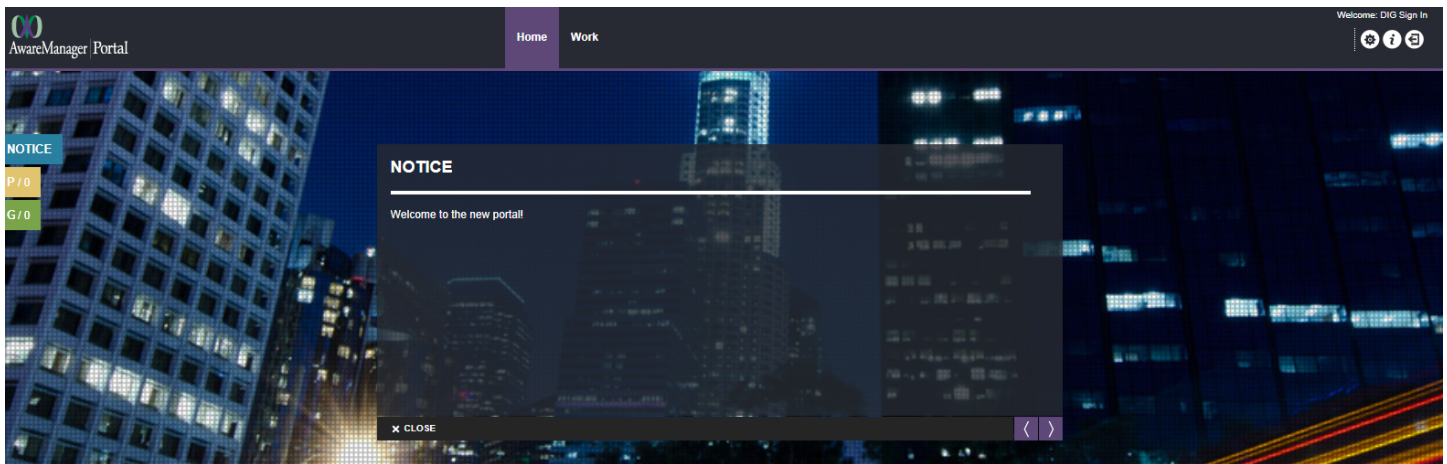 Welcome: DIG Sign In
AwareManager Portal
Home Work
NOTICE
P / 0
G / 0
NOTICE
Welcome to the new portal!
× CLOSE